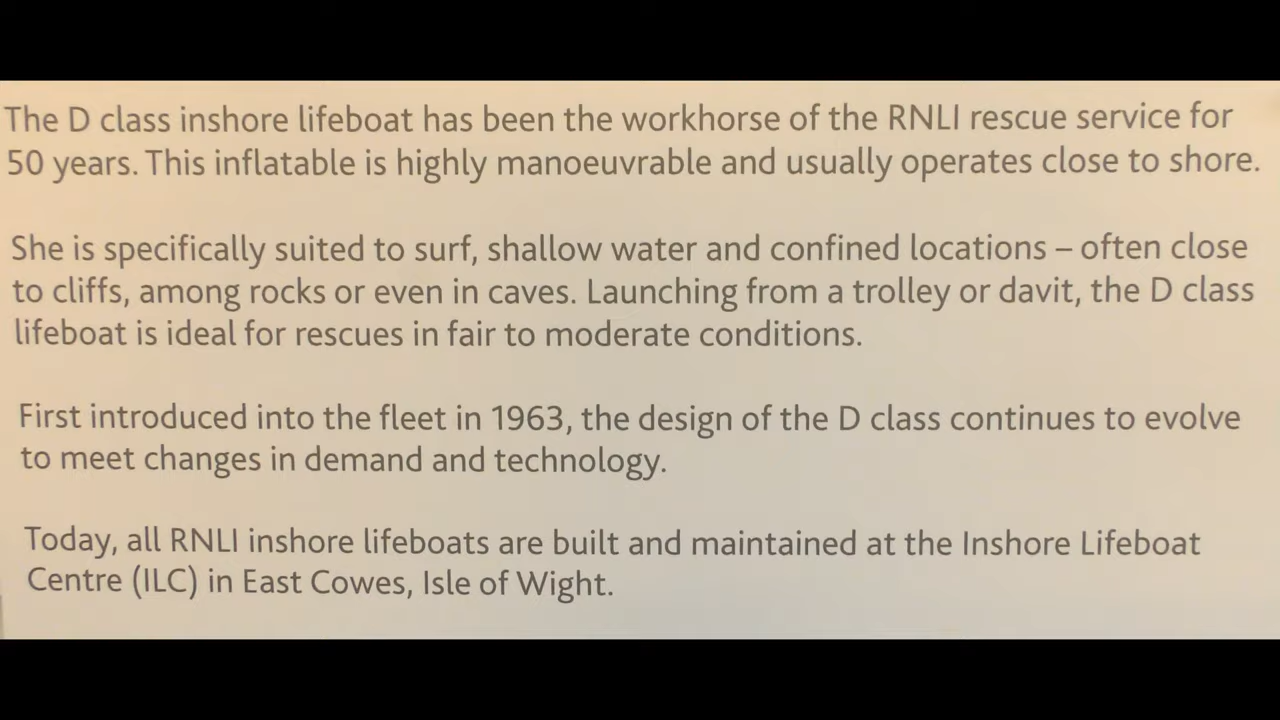 The D class inshore lifeboat has been the workhorse of the RNLI rescue service for
50 years. This inflatable is highly manoeuvrable and usually operates close to shore.
She is specifically suited to surf, shallow water and confined locations – often close
to cliffs, among rocks or even in caves. Launching from a trolley or davit, the D class
lifeboat is ideal for rescues in fair to moderate conditions.
First introduced into the fleet in 1963, the design of the D class continues to evolve
to meet changes in demand and technology.
Today, all RNLI inshore lifeboats are built and maintained at the Inshore Lifeboat
Centre (ILC) in East Cowes, Isle of Wight.